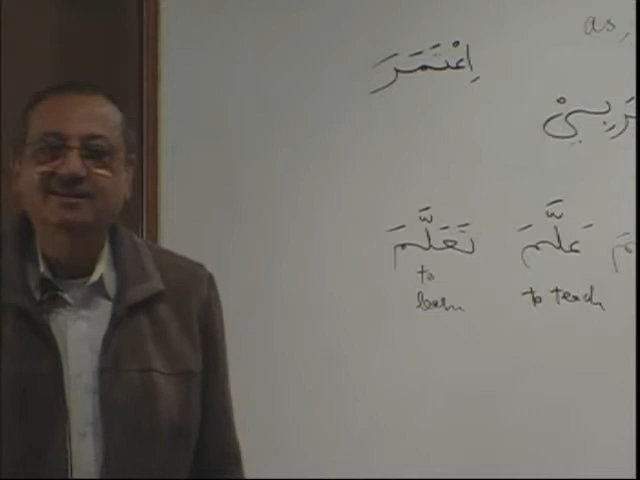 as,
اِعْتَمَرَ
تَعَلَّمَ عَلَّمَ
to to teach
learn